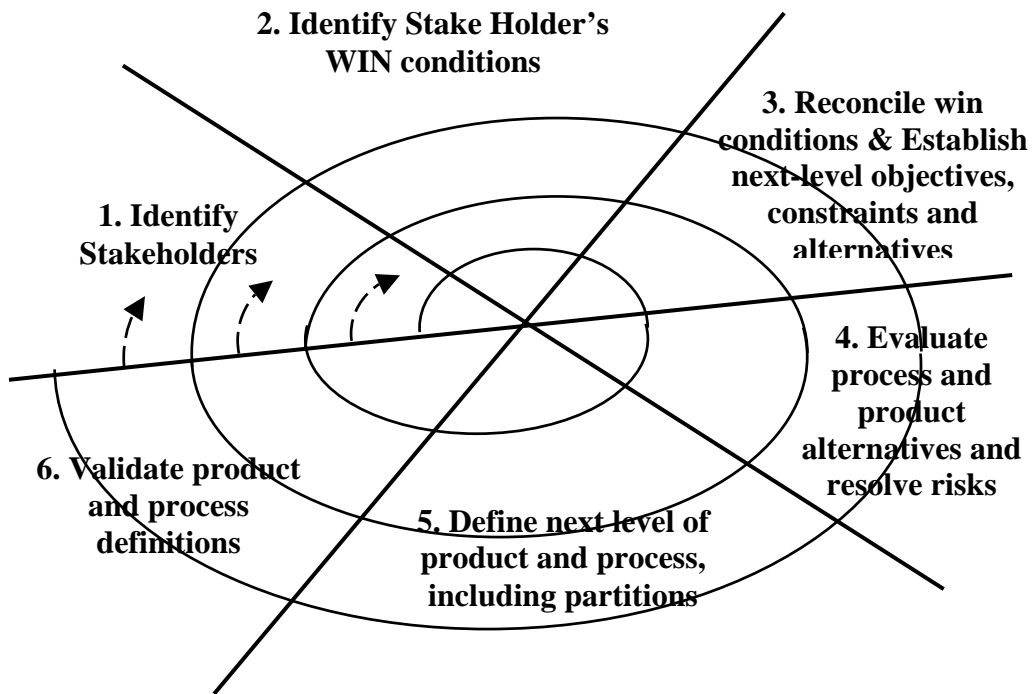 2. Identify Stake Holder's
WIN conditions
3. Reconcile win
conditions & Establish
next-level objectives,
constraints and
alternatives
1. Identify
Stakeholders
4. Evaluate
process and
product
alternatives and
resolve risks
6. Validate product
and process
definitions
5. Define next level of
product and process,
including partitions